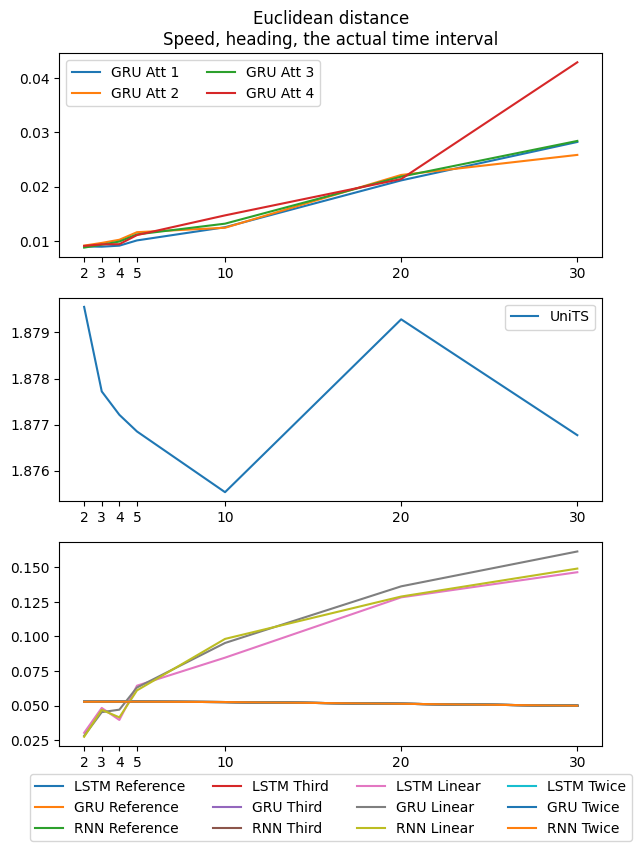 Euclidean distance
Speed, heading, the actual time interval
GRU Att 1 GRU Att 3
GRU Att 2 GRU Att 4
0.04
0.03
0.02
0.01
2 3 4 5 10 20 30
UniTS
1.879
1.878
1.877
1.876
2 3 4 5 10 20 30
0.150
0.125
0.100
0.075
0.050
0.025
2 3 4 5 10 20 30
LSTM Reference LSTM Third LSTM Linear LSTM Twice
GRU Reference GRU Third GRU Linear GRU Twice
RNN Reference RNN Third RNN Linear RNN Twice